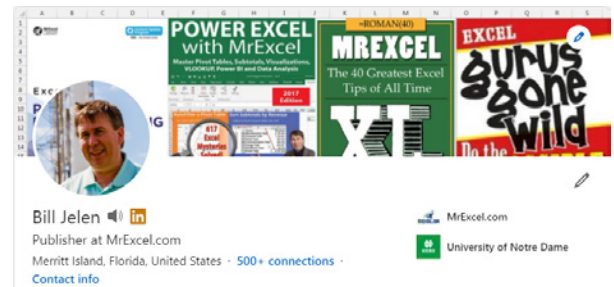 POWER EXCEL
with MrExcel
Master Pivot Tables, Subtotals, Visualizations,
VLOOKUP, Power BI and Data Analysis
2017
Edition
617
Excel
Mysteries
Solved!
=ROMAN(40)
MREXCEL
The 40 Greatest Excel
Tips of All Time
XL
EXCEL
gurus
gone
wild
Do the
Bill Jelen
in
Publisher at MrExcel.com
Merritt Island, Florida, United States · 500+ connections ·
Contact info
MrExcel.com
University of Notre Dame